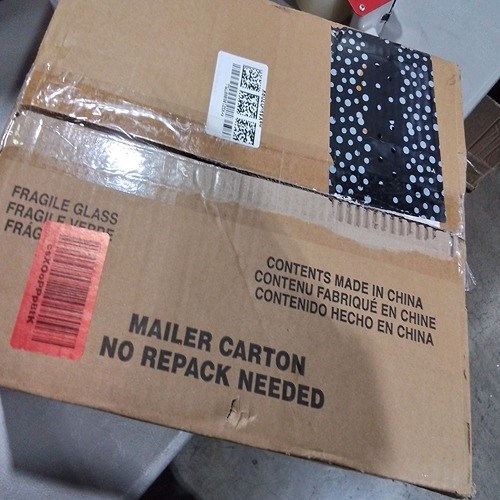 FRAGILE GLASS
FRAGILE VERRE
FRAG
CONTENTS MADE IN CHINA
CONTENU FABRIQUÉ EN CHINE
CONTENIDO HECHO EN CHINA
MAILER CARTON
NO REPACK NEEDED